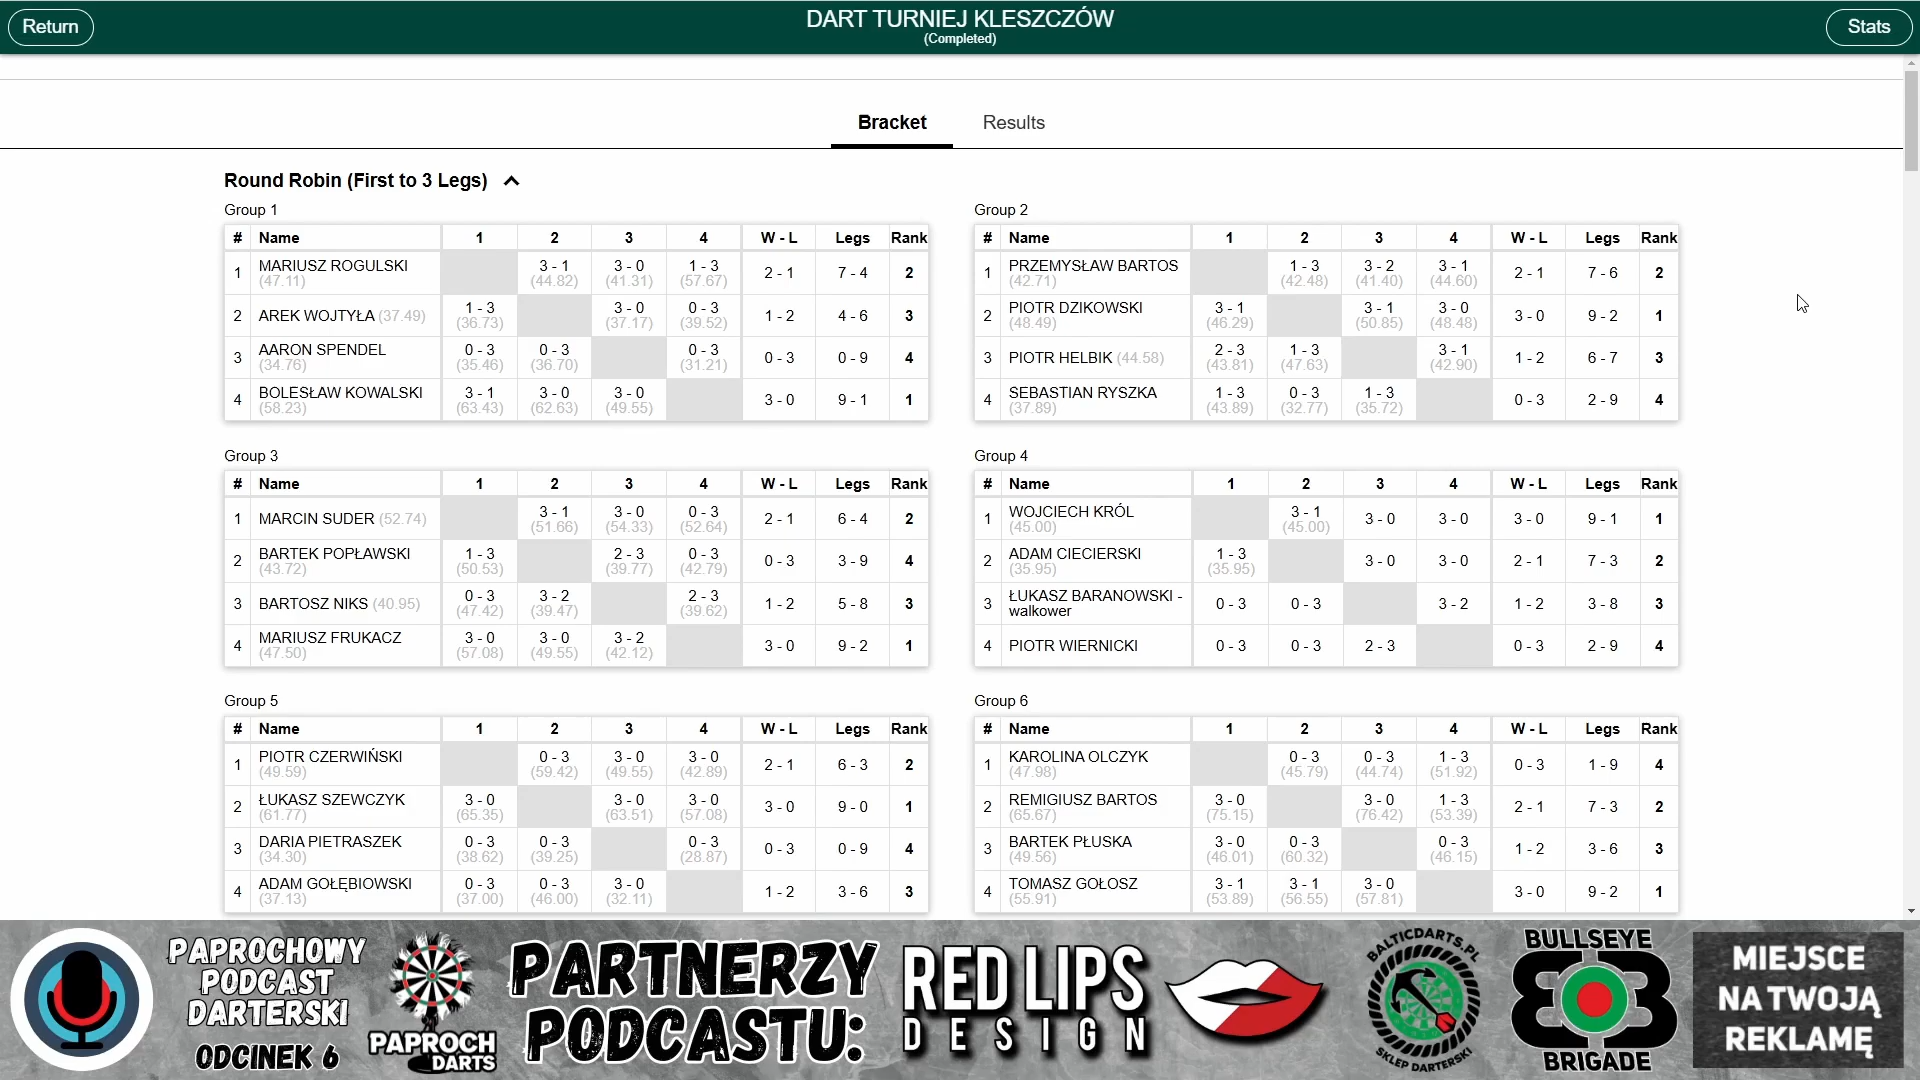 Return
DART TURNIEJ KLESZCZÓW
(Completed)
Stats
Bracket
Results
Round Robin (First to 3 Legs)
Group 1
# Name 1 2 3 4 W - L Legs Rank
1 MARIUSZ ROGULSKI (47.11) 3 - 1 (44.82) 3 - 0 (41.31) 1 - 3 (57.67) 2 - 1 7 - 4 2
2 AREK WOJTYŁA (37.49) 1 - 3 (36.73) 3 - 0 (37.17) 0 - 3 (39.52) 1 - 2 4 - 6 3
3 AARON SPENDEL (34.76) 0 - 3 (35.46) 0 - 3 (36.70) 0 - 3 (31.21) 0 - 3 0 - 9 4
4 BOLESŁAW KOWALSKI (58.23) 3 - 1 (63.43) 3 - 0 (62.63) 3 - 0 (49.55) 3 - 0 9 - 1 1
Group 2
# Name 1 2 3 4 W - L Legs Rank
1 PRZEMYSŁAW BARTOS (42.71) 1 - 3 (42.48) 3 - 2 (41.40) 3 - 1 (44.60) 2 - 1 7 - 6 2
2 PIOTR DZIKOWSKI (48.49) 3 - 1 (46.29) 3 - 1 (50.85) 3 - 0 (48.48) 3 - 0 9 - 2 1
3 PIOTR HELBIK (44.58) 2 - 3 (43.81) 1 - 3 (47.63) 3 - 1 (42.90) 1 - 2 6 - 7 3
4 SEBASTIAN RYSZKA (37.89) 1 - 3 (43.89) 0 - 3 (32.77) 1 - 3 (35.72) 0 - 3 2 - 9 4
Group 3
# Name 1 2 3 4 W - L Legs Rank
1 MARCIN SUDER (52.74) 3 - 1 (51.66) 3 - 0 (54.33) 0 - 3 (52.64) 2 - 1 6 - 4 2
2 BARTEK POPŁAWSKI (43.72) 1 - 3 (50.53) 2 - 3 (39.77) 0 - 3 (42.79) 0 - 3 3 - 9 4
3 BARTOSZ NIKS (40.95) 0 - 3 (47.42) 3 - 2 (39.47) 2 - 3 (39.62) 1 - 2 5 - 8 3
4 MARIUSZ FRUKACZ (47.50) 3 - 0 (57.08) 3 - 0 (49.55) 3 - 2 (42.12) 3 - 0 9 - 2 1
Group 4
# Name 1 2 3 4 W - L Legs Rank
1 WOJCIECH KRÓL (45.00) 3 - 1 (45.00) 3 - 0 3 - 0 3 - 0 9 - 1 1
2 ADAM CIECIERSKI (35.95) 1 - 3 (35.95) 3 - 0 3 - 0 2 - 1 7 - 3 2
3 ŁUKASZ BARANOWSKI - walkower 0 - 3 0 - 3 3 - 2 1 - 2 3 - 8 3
4 PIOTR WIERNICKI 0 - 3 0 - 3 2 - 3 0 - 3 2 - 9 4
Group 5
# Name 1 2 3 4 W - L Legs Rank
1 PIOTR CZERWIŃSKI (49.59) 0 - 3 (59.42) 3 - 0 (49.55) 3 - 0 (42.89) 2 - 1 6 - 3 2
2 ŁUKASZ SZEWCZYK (61.77) 3 - 0 (65.35) 3 - 0 (63.51) 3 - 0 (57.08) 3 - 0 9 - 0 1
3 DARIA PIETRASZEK (34.30) 0 - 3 (38.62) 0 - 3 (39.25) 0 - 3 (28.87) 0 - 3 0 - 9 4
4 ADAM GOŁĘBIOWSKI (37.13) 0 - 3 (37.00) 0 - 3 (46.00) 3 - 0 (32.11) 1 - 2 3 - 6 3
Group 6
# Name 1 2 3 4 W - L Legs Rank
1 KAROLINA OLCZYK (47.98) 0 - 3 (45.79) 0 - 3 (44.74) 1 - 3 (51.92) 0 - 3 1 - 9 4
2 REMIGIUSZ BARTOS (65.67) 3 - 0 (75.15) 3 - 0 (76.42) 1 - 3 (53.39) 2 - 1 7 - 3 2
3 BARTEK PŁUSKA (49.56) 3 - 0 (46.01) 0 - 3 (60.32) 0 - 3 (46.15) 1 - 2 3 - 6 3
4 TOMASZ GOŁOSZ (55.91) 3 - 1 (53.89) 3 - 1 (56.55) 3 - 0 (57.81) 3 - 0 9 - 2 1
PAPROCHOWY
PODCAST
DARTERSKI
ODCINEK 6
PAPROCH
DARTS
PARTNERZY
PODCASTU:
RED LIPS
DESIGN
BALTICDARTS.PL
SKLEP DARTERSKI
BULLSEYE
BRIGADE
MIEJSCE
NA TWOJĄ
REKLAMĘ